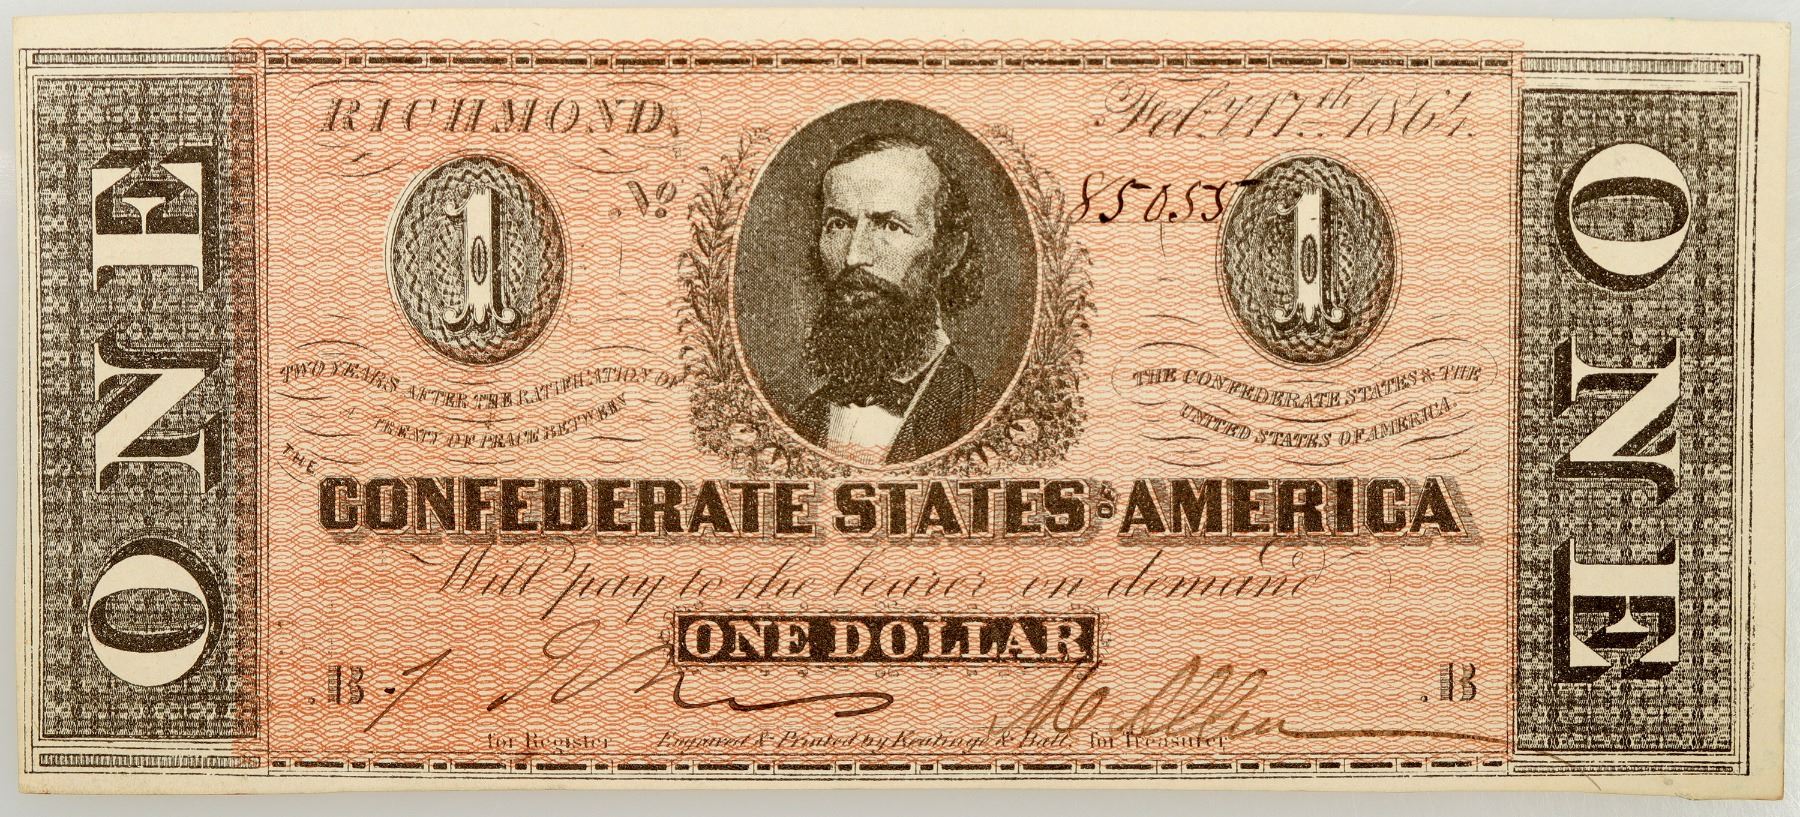 RICHMOND,
Feb.y 17th 1864.
No 85055
1
1
ONE
ONE
TWO YEARS AFTER THE RATIFICATION OF
A TREATY OF PEACE BETWEEN
THE CONFEDERATE STATES & THE
UNITED STATES OF AMERICA
THE
CONFEDERATE STATES OF AMERICA
Will pay to the bearer on demand
ONE DOLLAR
.B -7
.B
for Register
Engraved & Printed by Keatinge & Ball.
for Treasurer